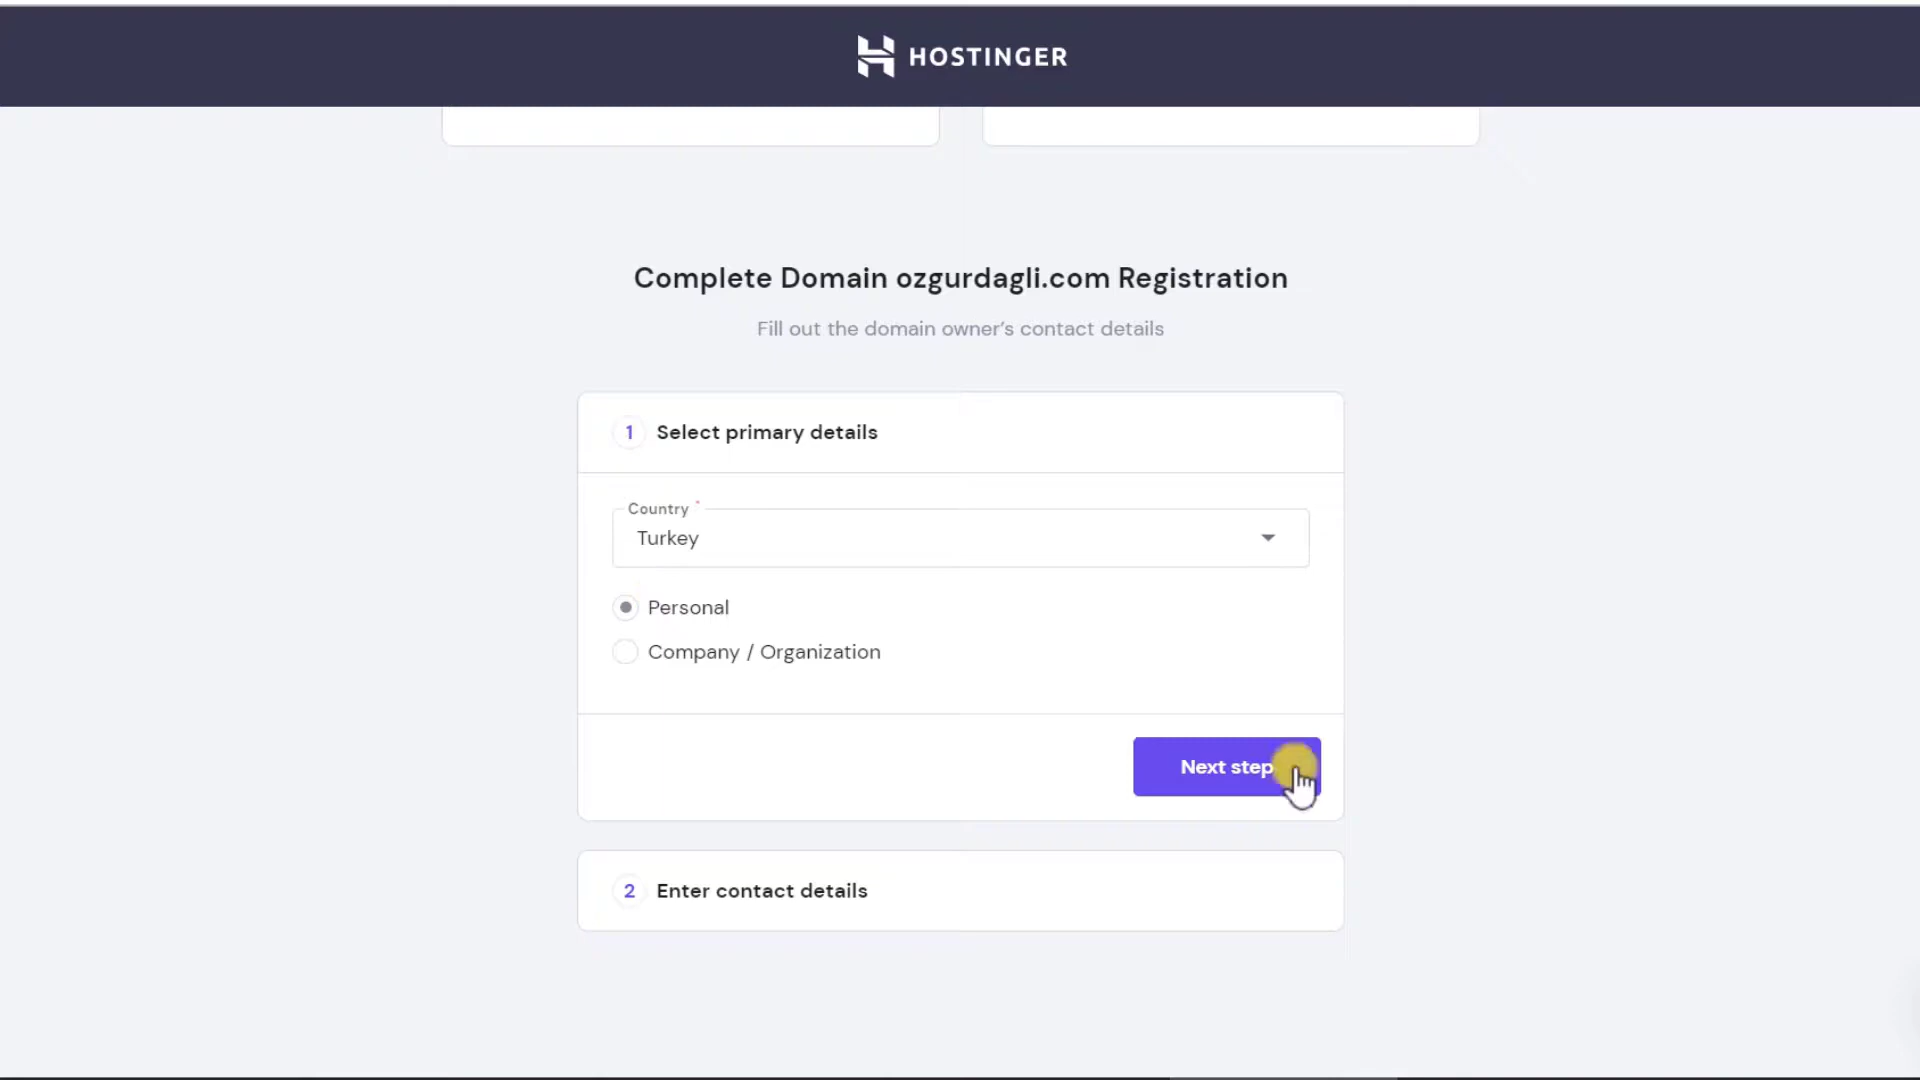 HOSTINGER
Complete Domain ozgurdagli.com Registration
Fill out the domain owner’s contact details
1 Select primary details
Country *
Turkey
Personal
Company / Organization
Next step
2 Enter contact details